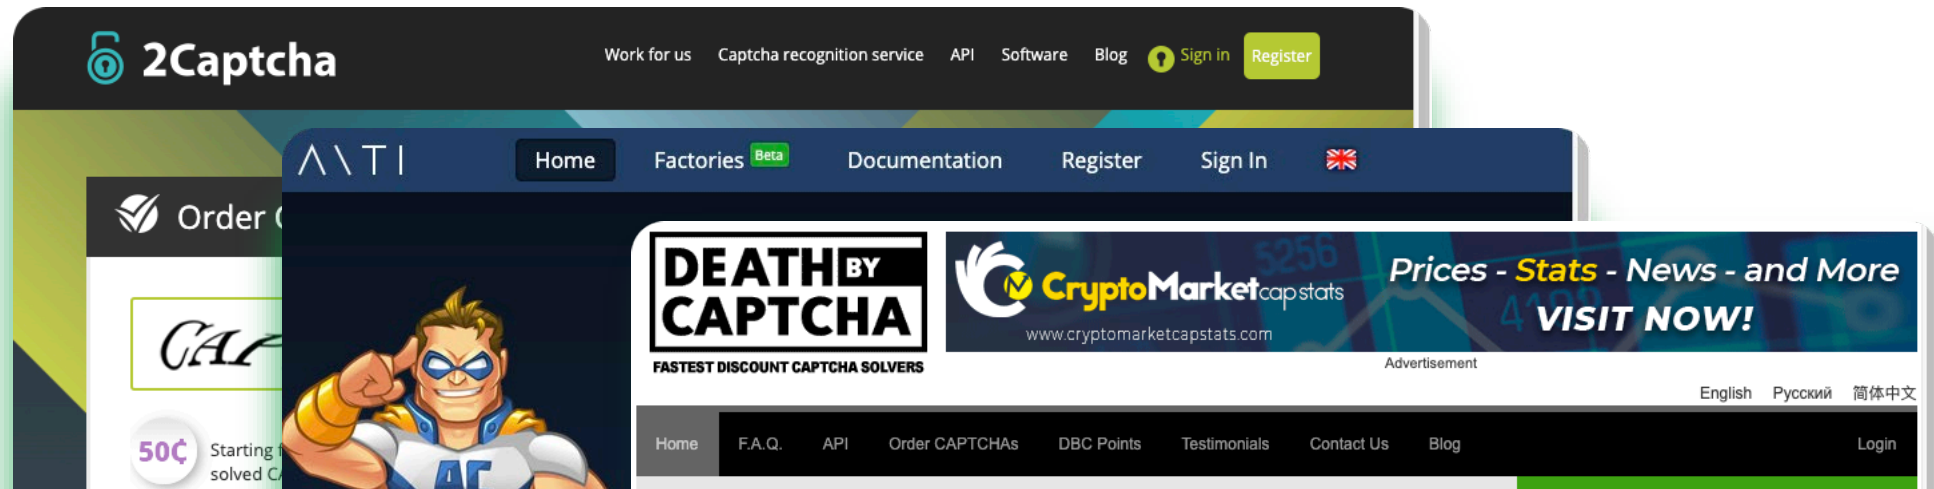 2Captcha
Work for us Captcha recognition service API Software Blog Sign in Register
Order
50¢
Starting
solved
Home Factories Beta Documentation Register Sign In
AC
DEATH BY
CAPTCHA
FASTEST DISCOUNT CAPTCHA SOLVERS
CryptoMarketcapstats
www.cryptomarketcapstats.com
5256
Prices - Stats - News - and More
VISIT NOW!
Advertisement
English Русский 简体中文
Home F.A.Q. API Order CAPTCHAs DBC Points Testimonials Contact Us Blog Login